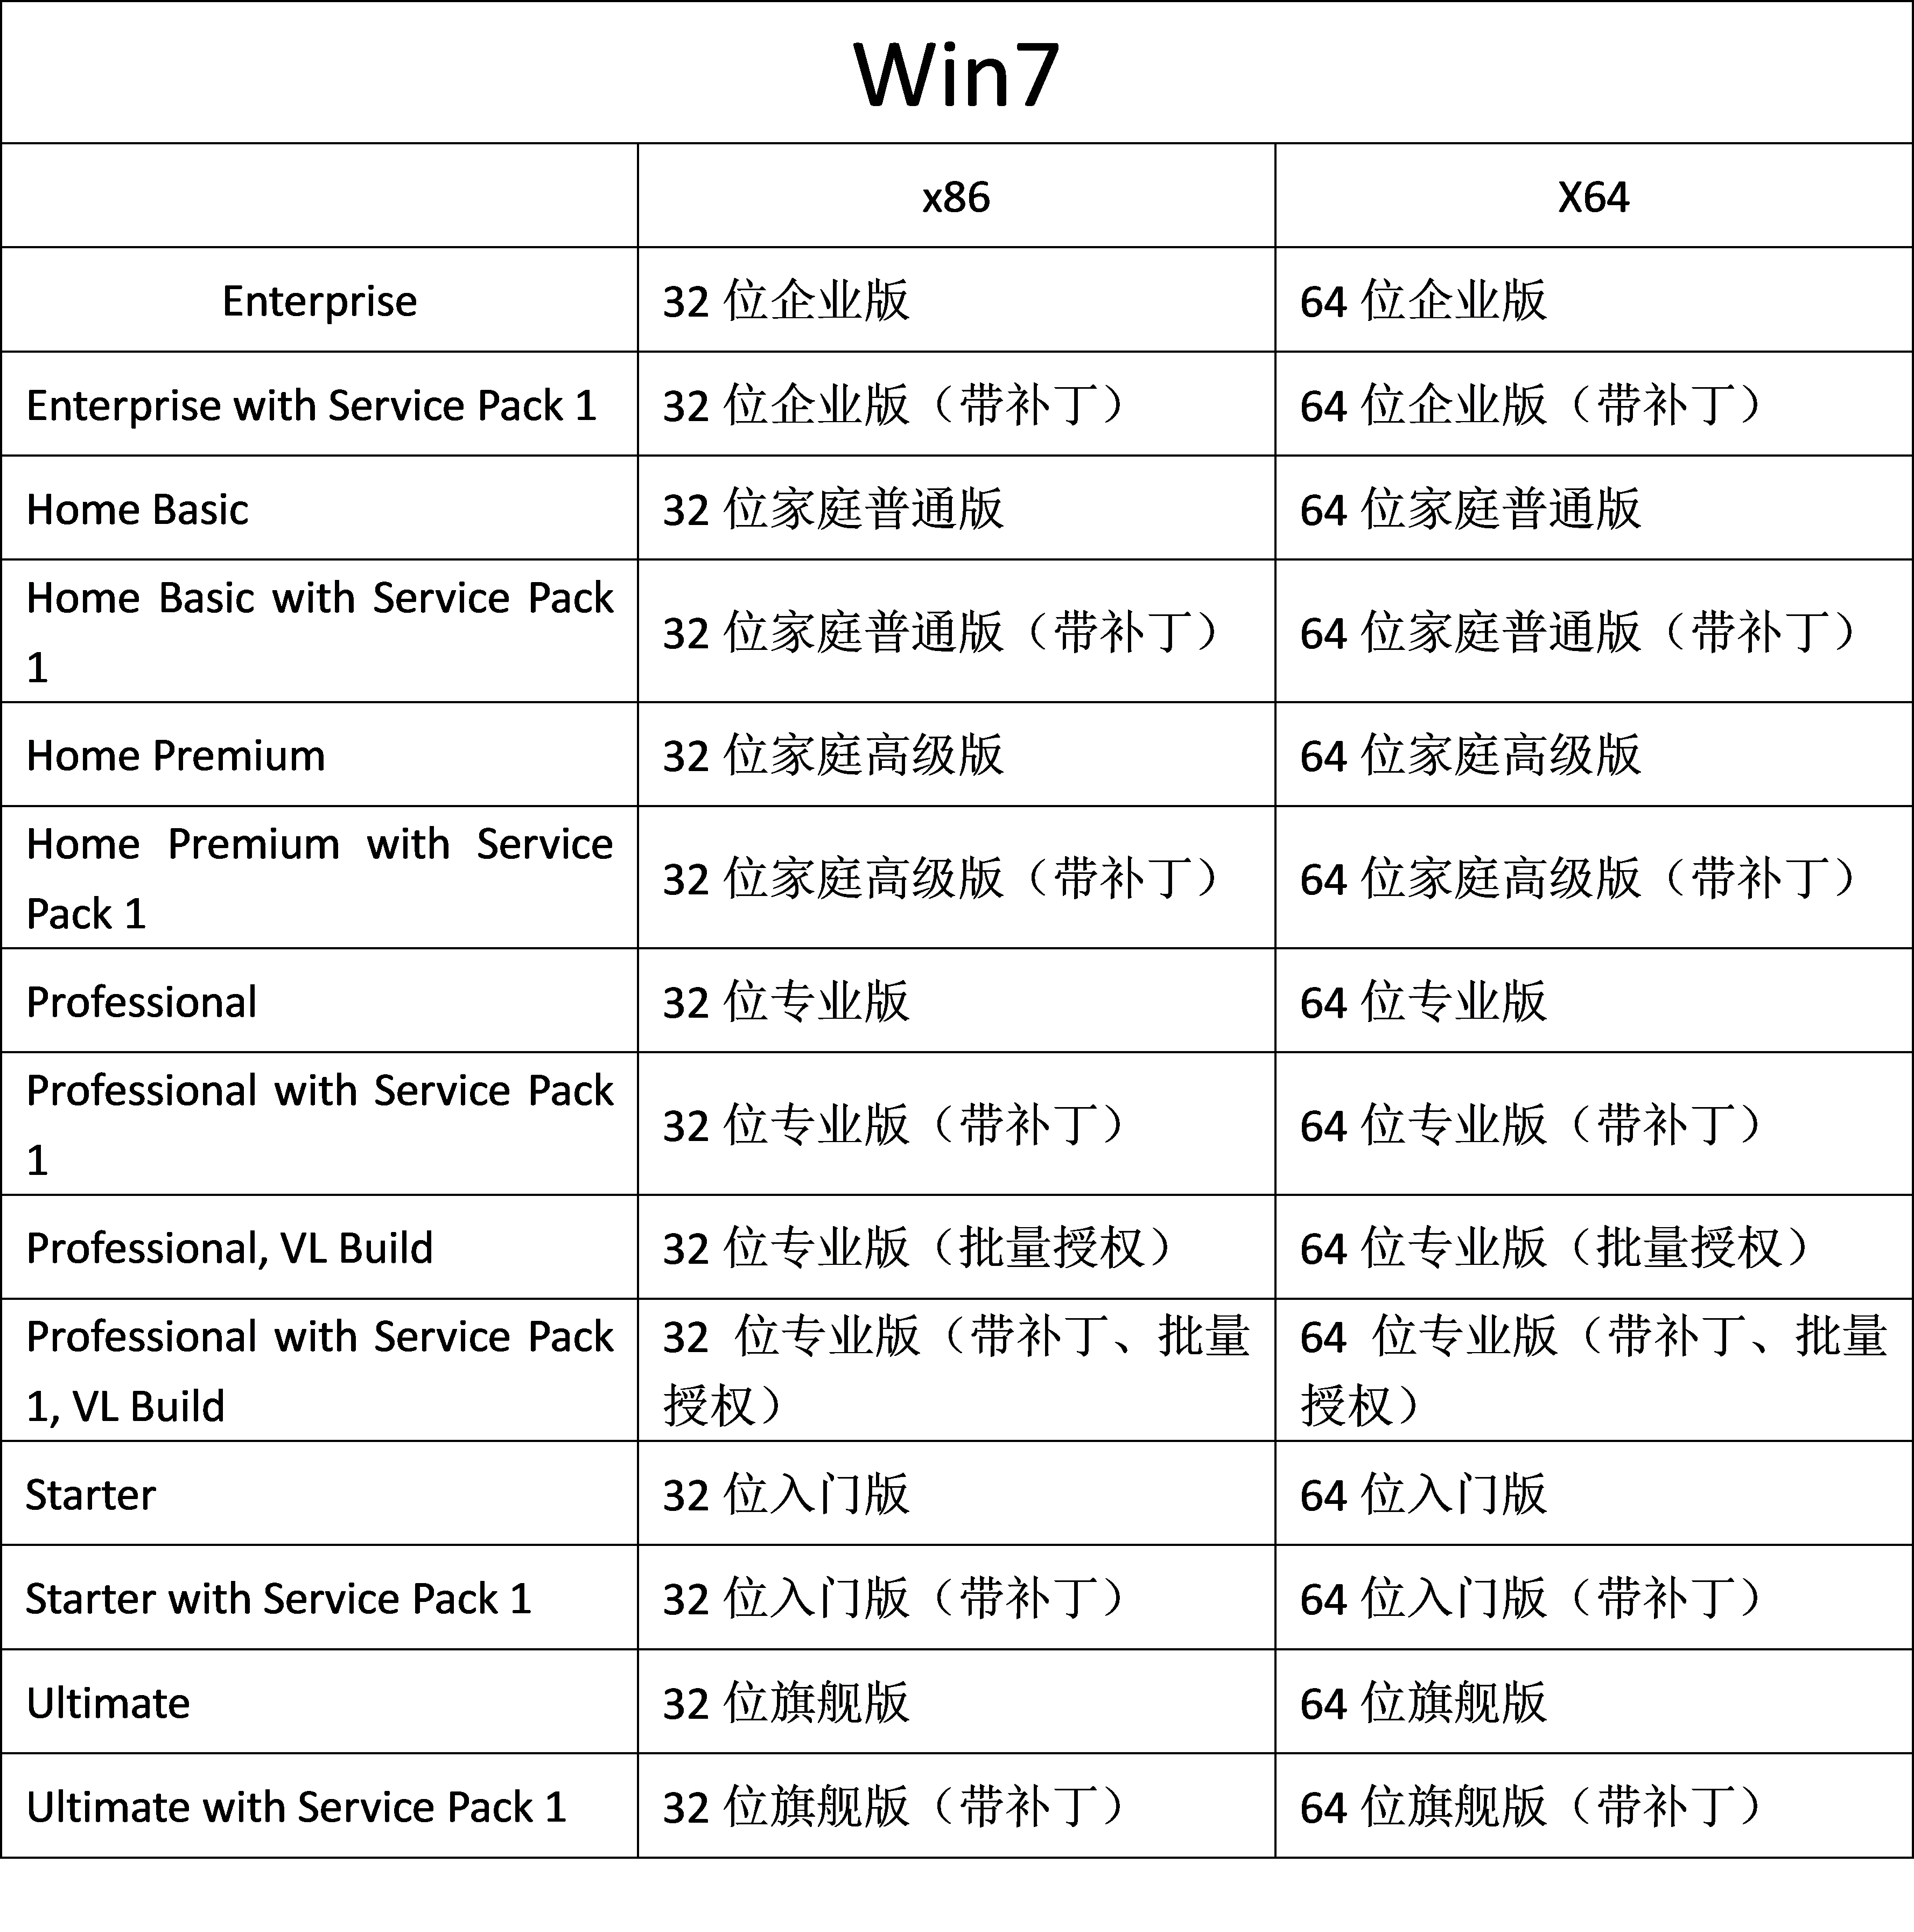 Win7
x86
X64
Enterprise
32 位企业版
64 位企业版
Enterprise with Service Pack 1
32 位企业版（带补丁）
64 位企业版（带补丁）
Home Basic
32 位家庭普通版
64 位家庭普通版
Home Basic with Service Pack
1
32 位家庭普通版（带补丁）
64 位家庭普通版（带补丁）
Home Premium
32 位家庭高级版
64 位家庭高级版
Home Premium with Service
Pack 1
32 位家庭高级版（带补丁）
64 位家庭高级版（带补丁）
Professional
32 位专业版
64 位专业版
Professional with Service Pack
1
32 位专业版（带补丁）
64 位专业版（带补丁）
Professional, VL Build
32 位专业版（批量授权）
64 位专业版（批量授权）
Professional with Service Pack
1, VL Build
32 位专业版（带补丁、批量
授权）
64 位专业版（带补丁、批量
授权）
Starter
32 位入门版
64 位入门版
Starter with Service Pack 1
32 位入门版（带补丁）
64 位入门版（带补丁）
Ultimate
32 位旗舰版
64 位旗舰版
Ultimate with Service Pack 1
32 位旗舰版（带补丁）
64 位旗舰版（带补丁）